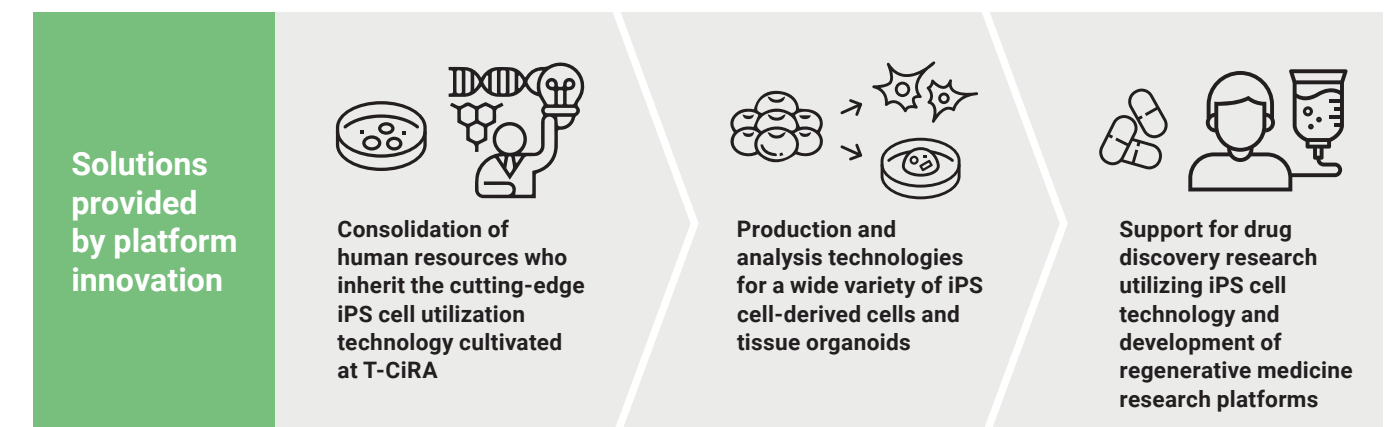 Solutions
provided
by platform
innovation
Consolidation of
human resources who
inherit the cutting-edge
iPS cell utilization
technology cultivated
at T-CiRA
Production and
analysis technologies
for a wide variety of iPS
cell-derived cells and
tissue organoids
Support for drug
discovery research
utilizing iPS cell
technology and
development of
regenerative medicine
research platforms